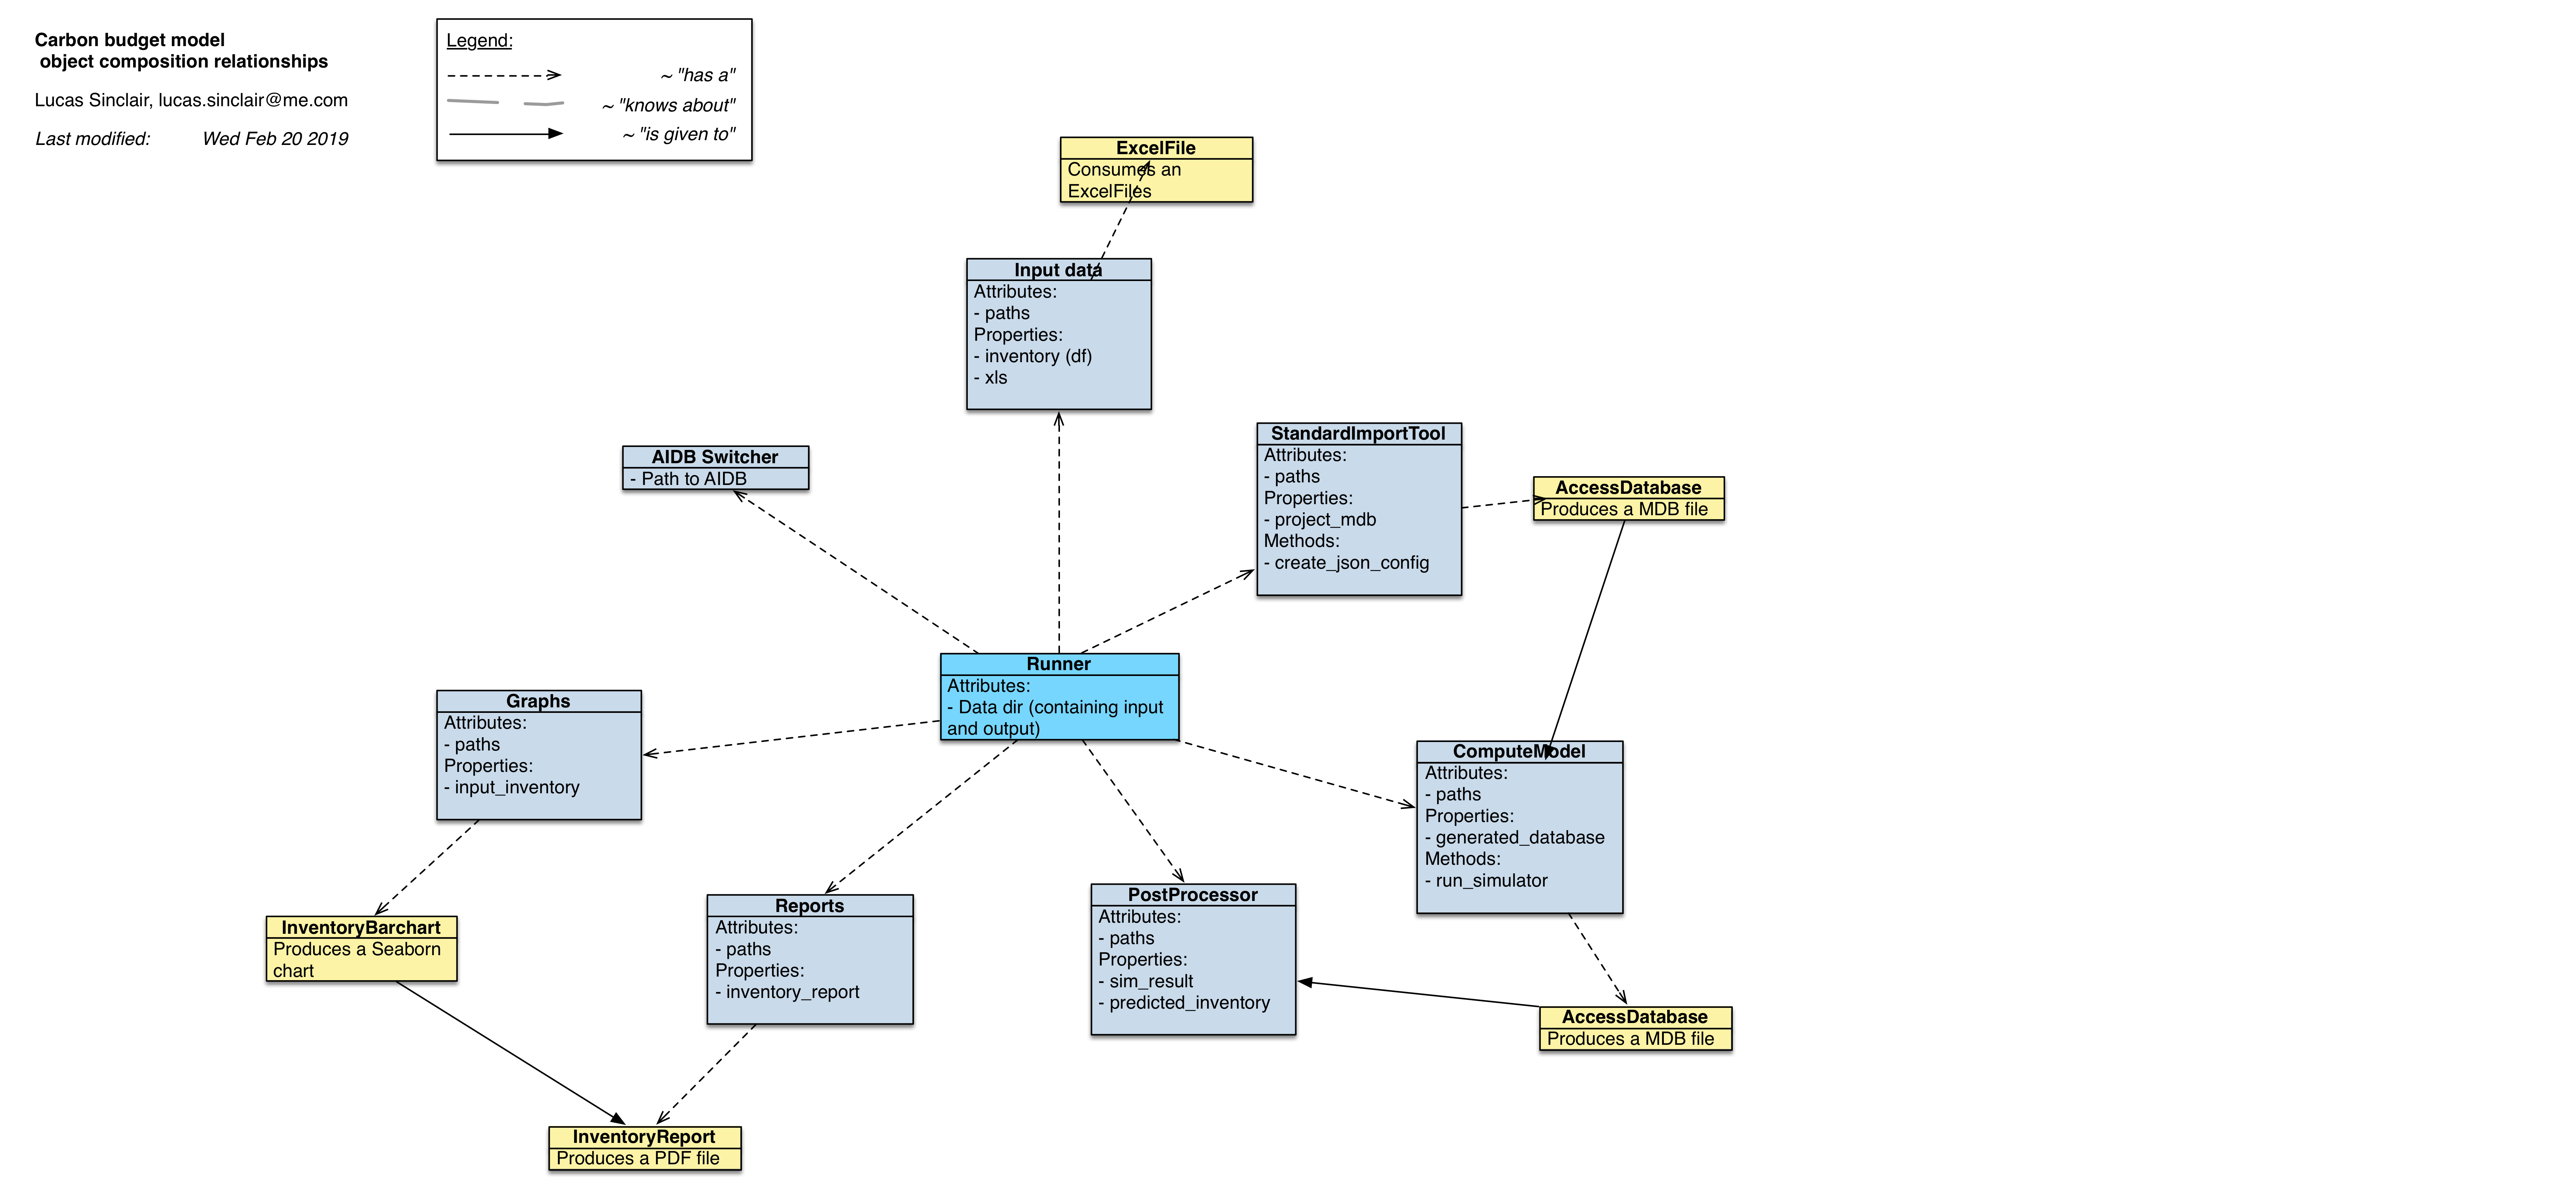 Carbon budget model
object composition relationships
Lucas Sinclair, lucas.sinclair@me.com
Last modified: Wed Feb 20 2019
Legend:
~ "has a"
~ "knows about"
~ "is given to"
ExcelFile
Consumes an
ExcelFiles
Input data
Attributes:
- paths
Properties:
- inventory (df)
- xls
AIDB Switcher
- Path to AIDB
StandardImportTool
Attributes:
- paths
Properties:
- project_mdb
Methods:
- create_json_config
AccessDatabase
Produces a MDB file
Runner
Attributes:
- Data dir (containing input
and output)
Graphs
Attributes:
- paths
Properties:
- input_inventory
ComputeModel
Attributes:
- paths
Properties:
- generated_database
Methods:
- run_simulator
InventoryBarchart
Produces a Seaborn
chart
Reports
Attributes:
- paths
Properties:
- inventory_report
PostProcessor
Attributes:
- paths
Properties:
- sim_result
- predicted_inventory
AccessDatabase
Produces a MDB file
InventoryReport
Produces a PDF file